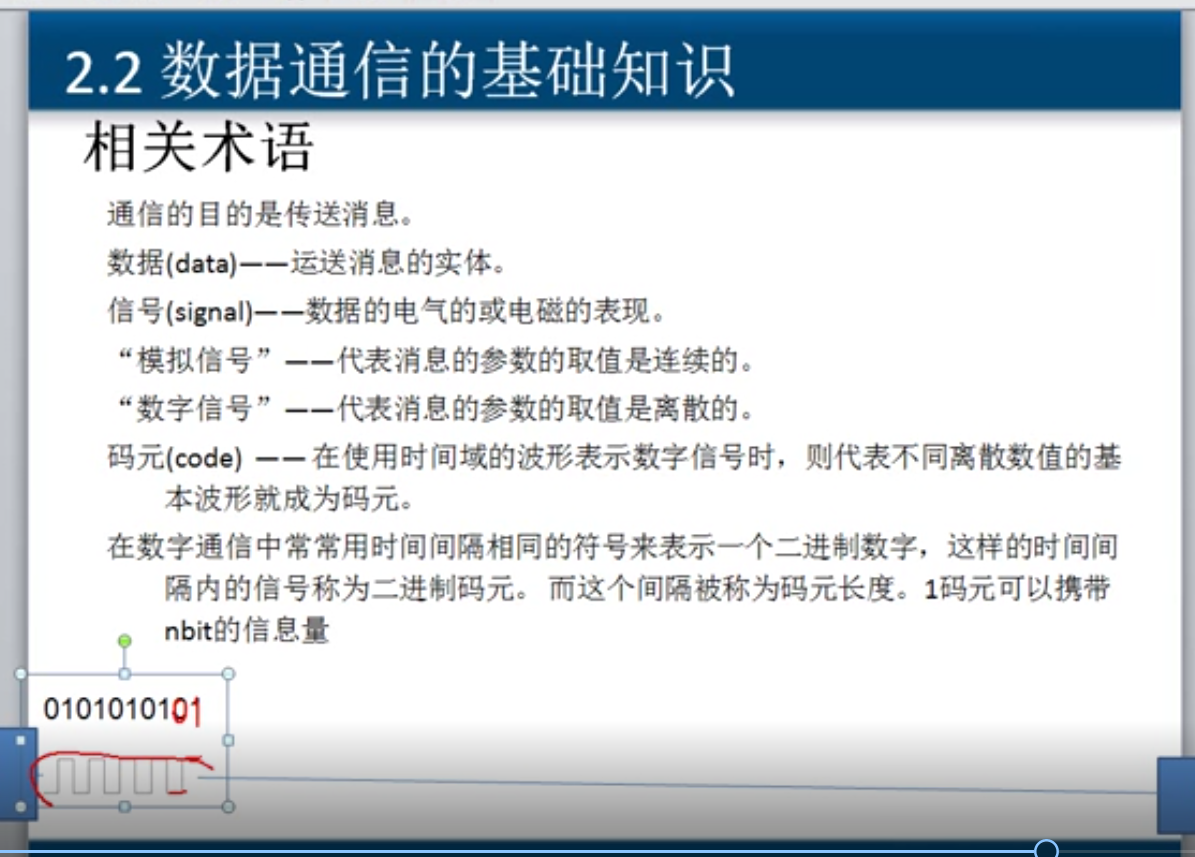 2.2 数据通信的基础知识
相关术语
通信的目的是传送消息。
数据(data)——运送消息的实体。
信号(signal)——数据的电气的或电磁的表现。
“模拟信号”——代表消息的参数的取值是连续的。
“数字信号”——代表消息的参数的取值是离散的。
码元(code) —— 在使用时间域的波形表示数字信号时，则代表不同离散数值的基
本波形就成为码元。
在数字通信中常常用时间间隔相同的符号来表示一个二进制数字，这样的时间间
隔内的信号称为二进制码元。 而这个间隔被称为码元长度。1码元可以携带
nbit的信息量
0101010101